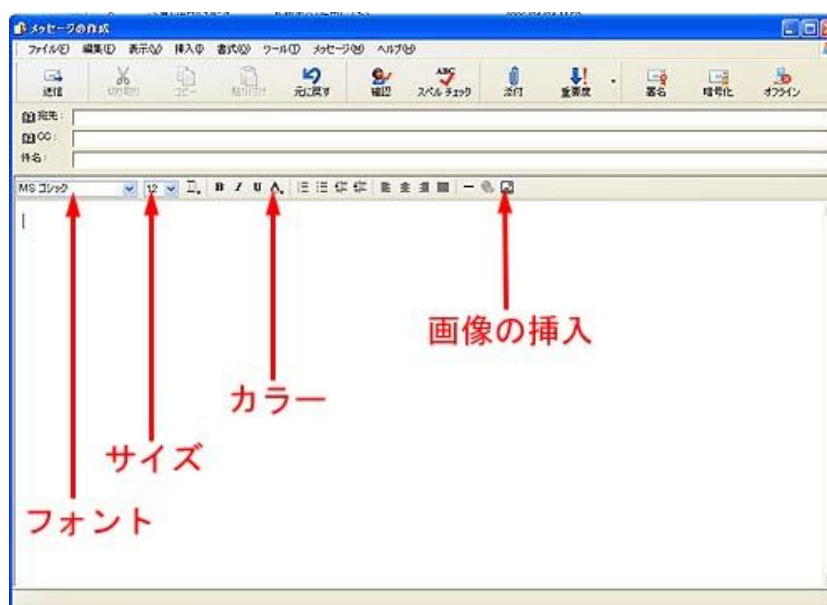 メッセージの作成
ファイル(F) 編集(E) 表示(V) 挿入(I) 書式(O) ツール(T) メッセージ(M) ヘルプ(H)
送信 切り取り コピー 貼り付け 元に戻す 確認 スペル チェック 添付 重要度 署名 暗号化 オフライン
宛先:
CC:
件名:
MS ゴシック 12 B I U A
画像の挿入
カラー
サイズ
フォント